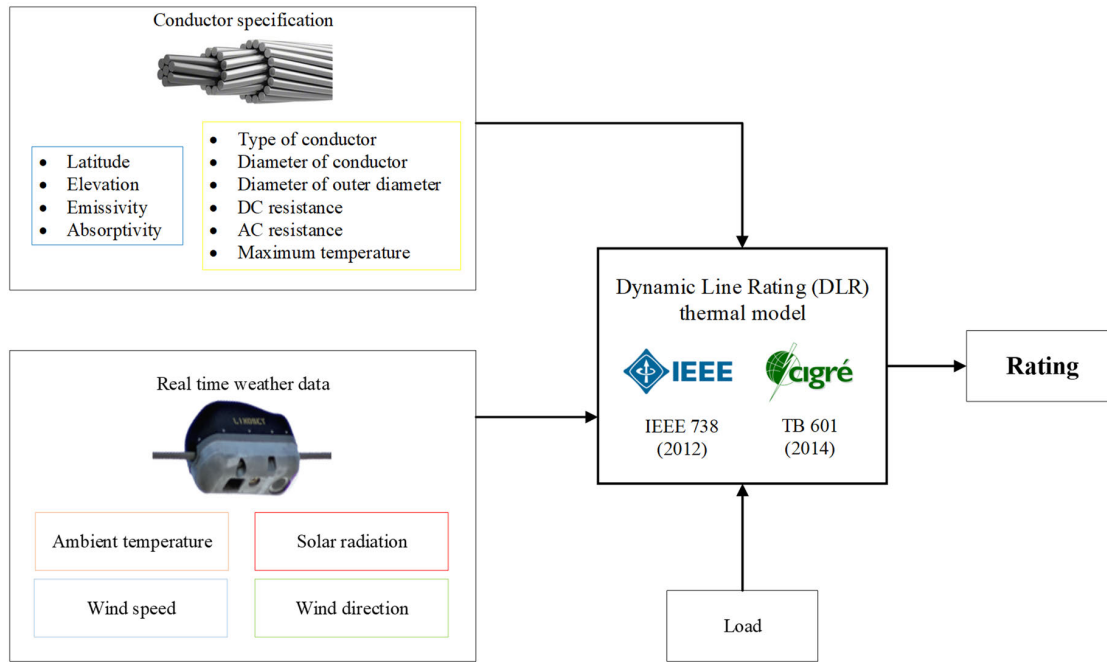 Conductor specification
• Latitude
• Elevation
• Emissivity
• Absorptivity
• Type of conductor
• Diameter of conductor
• Diameter of outer diameter
• DC resistance
• AC resistance
• Maximum temperature
Real time weather data
LINDSEY
Ambient temperature
Solar radiation
Wind speed
Wind direction
Dynamic Line Rating (DLR)
thermal model
IEEE
cigré
IEEE 738
(2012)
TB 601
(2014)
Load
Rating